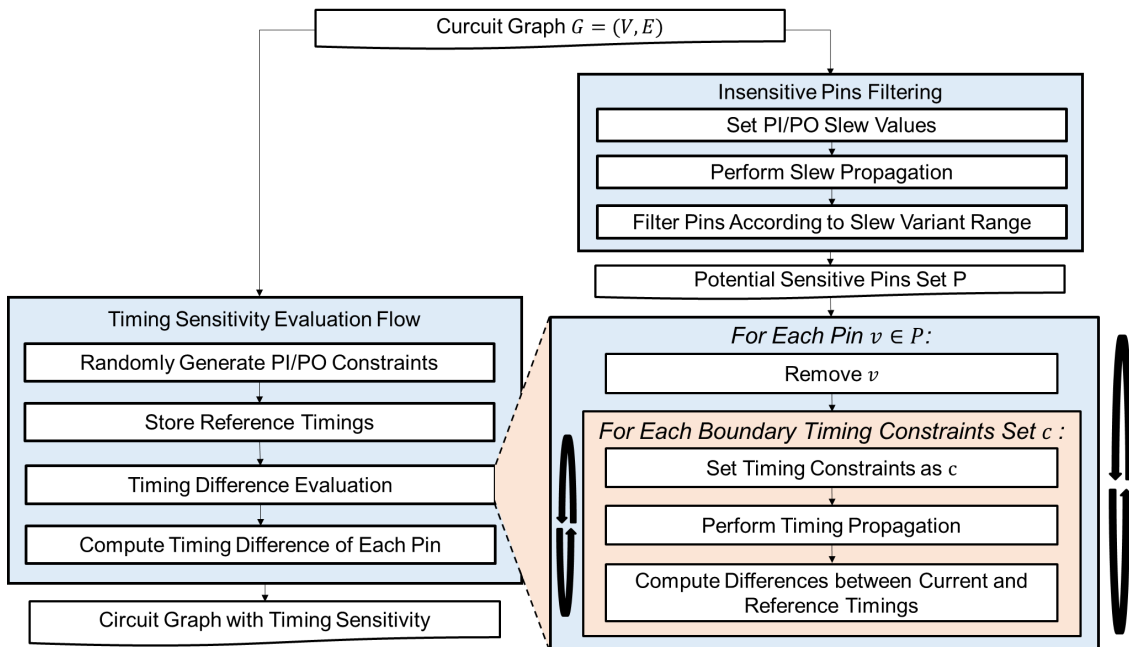 Curcuit Graph G = (V, E)
Insensitive Pins Filtering
Set PI/PO Slew Values
Perform Slew Propagation
Filter Pins According to Slew Variant Range
Potential Sensitive Pins Set P
Timing Sensitivity Evaluation Flow
Randomly Generate PI/PO Constraints
Store Reference Timings
Timing Difference Evaluation
Compute Timing Difference of Each Pin
Circuit Graph with Timing Sensitivity
For Each Pin v ∈ P:
Remove v
For Each Boundary Timing Constraints Set c :
Set Timing Constraints as c
Perform Timing Propagation
Compute Differences between Current and
Reference Timings